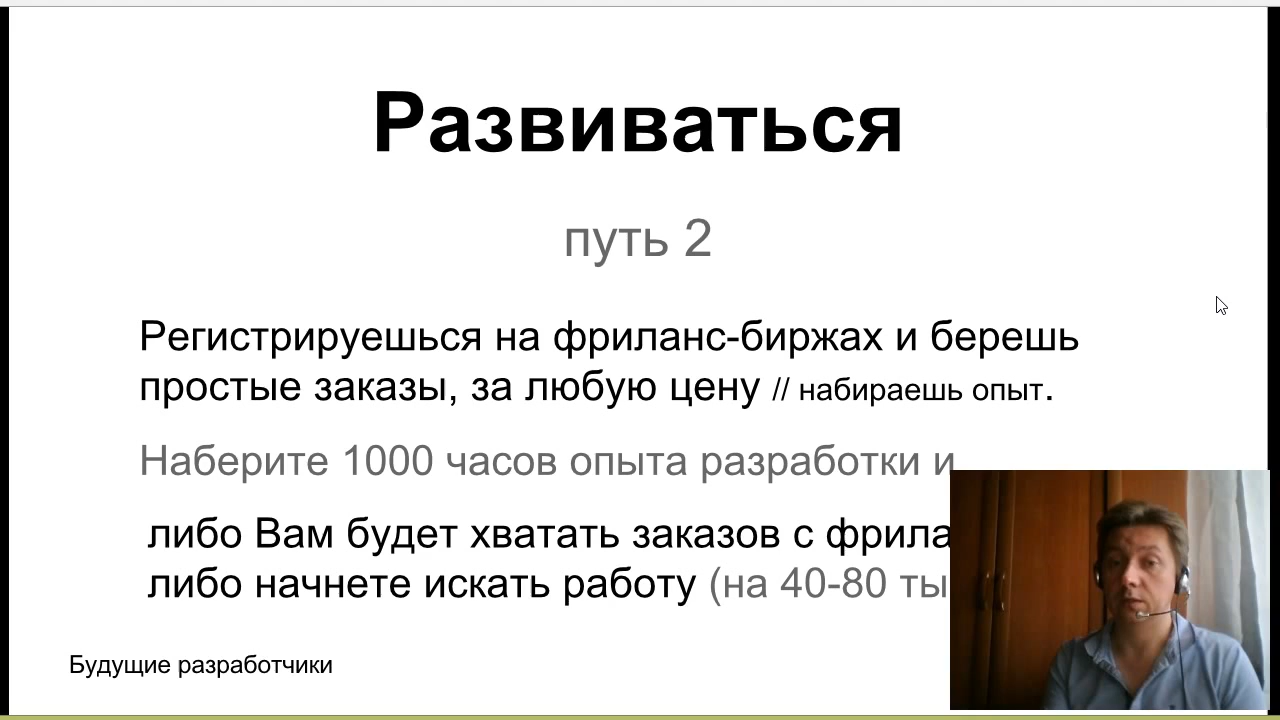 Развиваться
путь 2
Регистрируешься на фриланс-биржах и берешь
простые заказы, за любую цену // набираешь опыт.
Наберите 1000 часов опыта разработки и
либо Вам будет хватать заказов с
либо начнете искать работу (на 40-80
Будущие разработчики